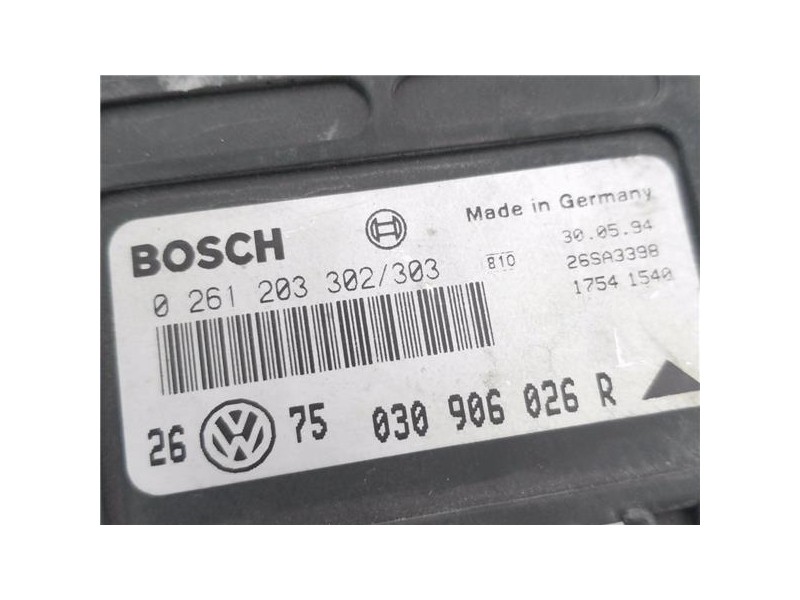 Made in Germany
BOSCH
30.05.94
0 261 203 302/303
810
26SA3398
1754 1540
26 VW 75 030 906 026 R